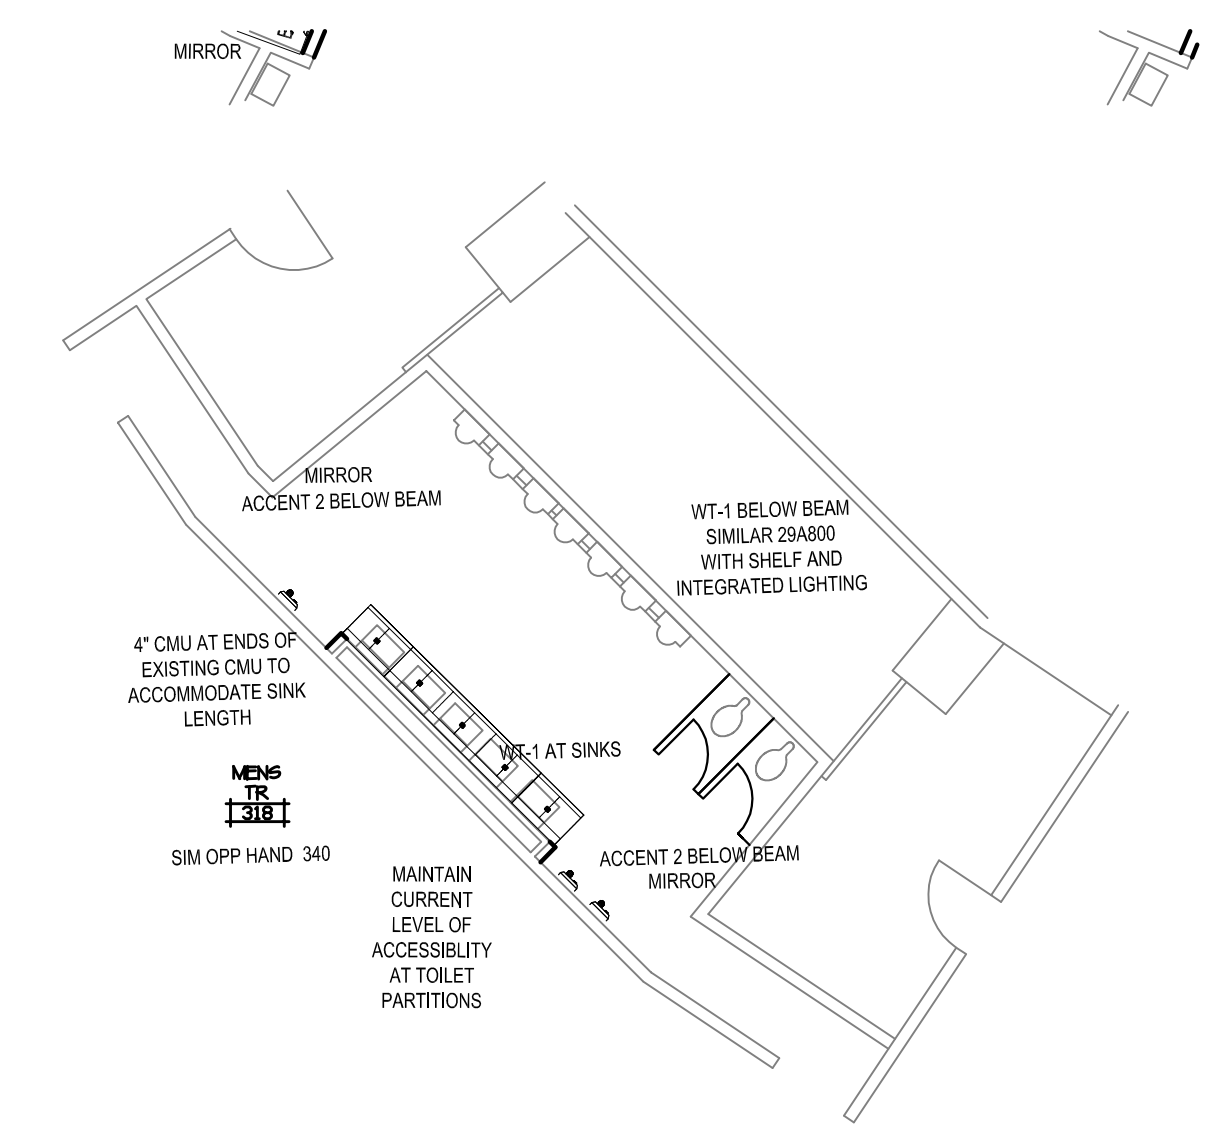 MIRROR
MIRROR
ACCENT 2 BELOW BEAM
WT-1 BELOW BEAM
SIMILAR 29A800
WITH SHELF AND
INTEGRATED LIGHTING
4" CMU AT ENDS OF
EXISTING CMU TO
ACCOMMODATE SINK
LENGTH
WT-1 AT SINKS
MENS
TR
318
SIM OPP HAND 340
ACCENT 2 BELOW BEAM
MIRROR
MAINTAIN
CURRENT
LEVEL OF
ACCESSIBLITY
AT TOILET
PARTITIONS